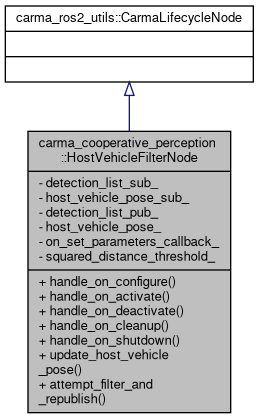 carma_ros2_utils::CarmaLifecycleNode
carma_cooperative_perception
::HostVehicleFilterNode
- detection_list_sub_
- host_vehicle_pose_sub_
- detection_list_pub_
- host_vehicle_pose_
- on_set_parameters_callback_
- squared_distance_threshold_
+ handle_on_configure()
+ handle_on_activate()
+ handle_on_deactivate()
+ handle_on_cleanup()
+ handle_on_shutdown()
+ update_host_vehicle
_pose()
+ attempt_filter_and
_republish()